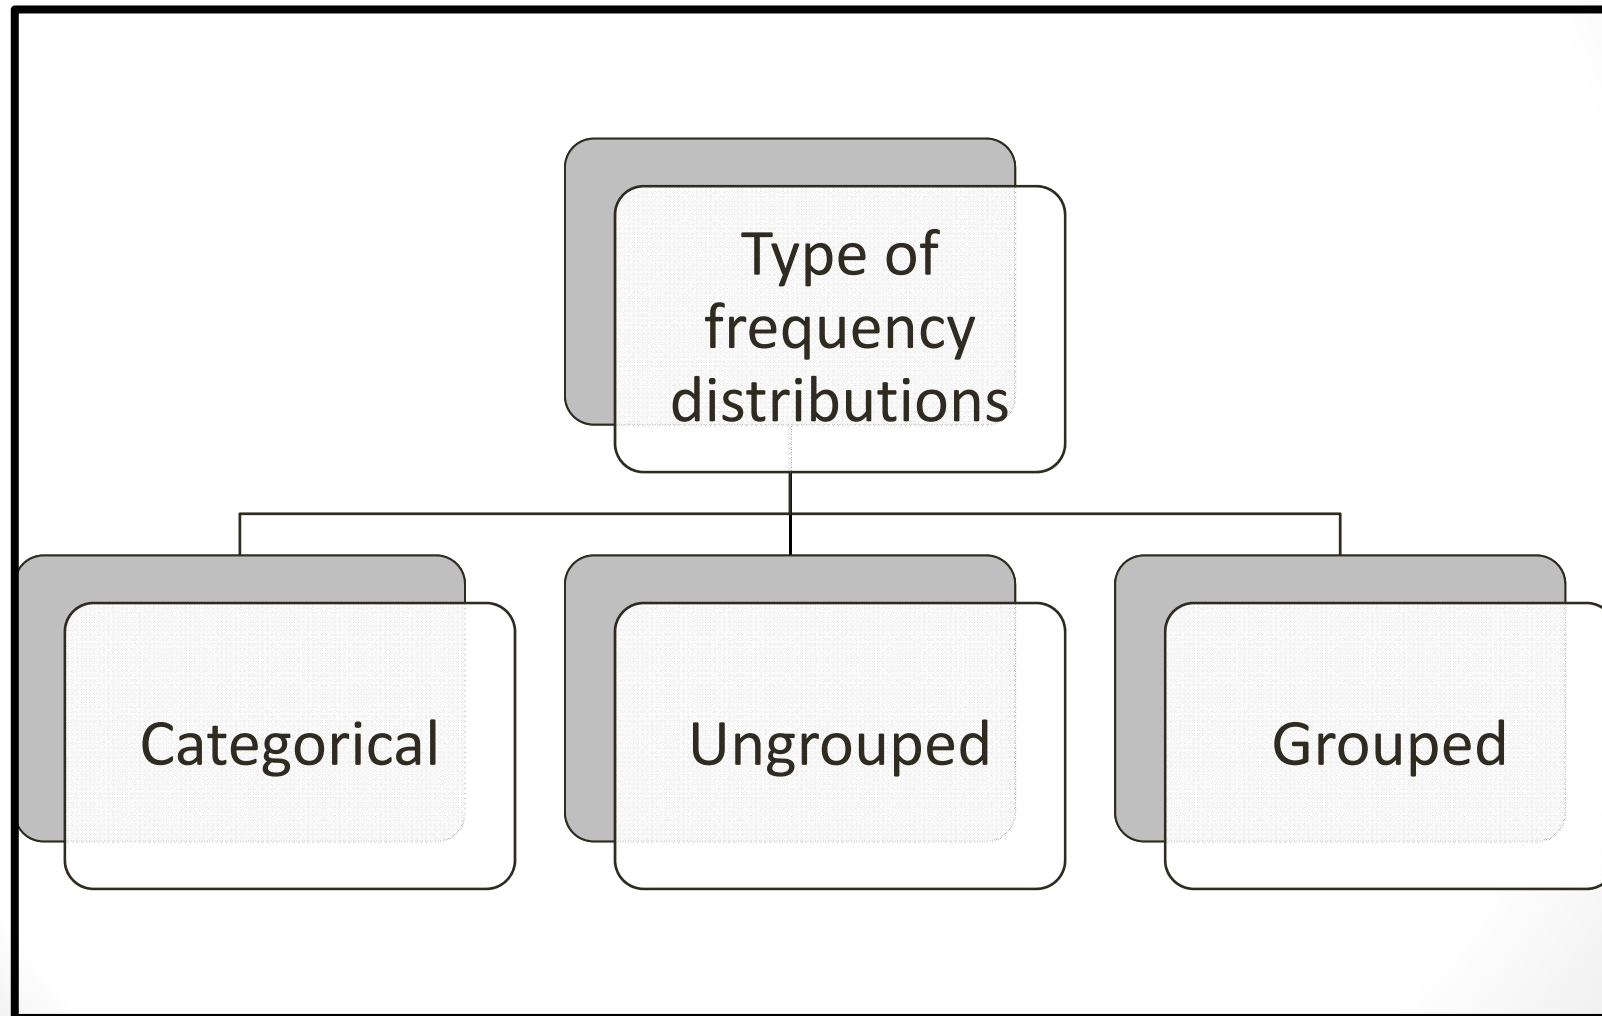 Type of
frequency
distributions
Categorical
Ungrouped
Grouped